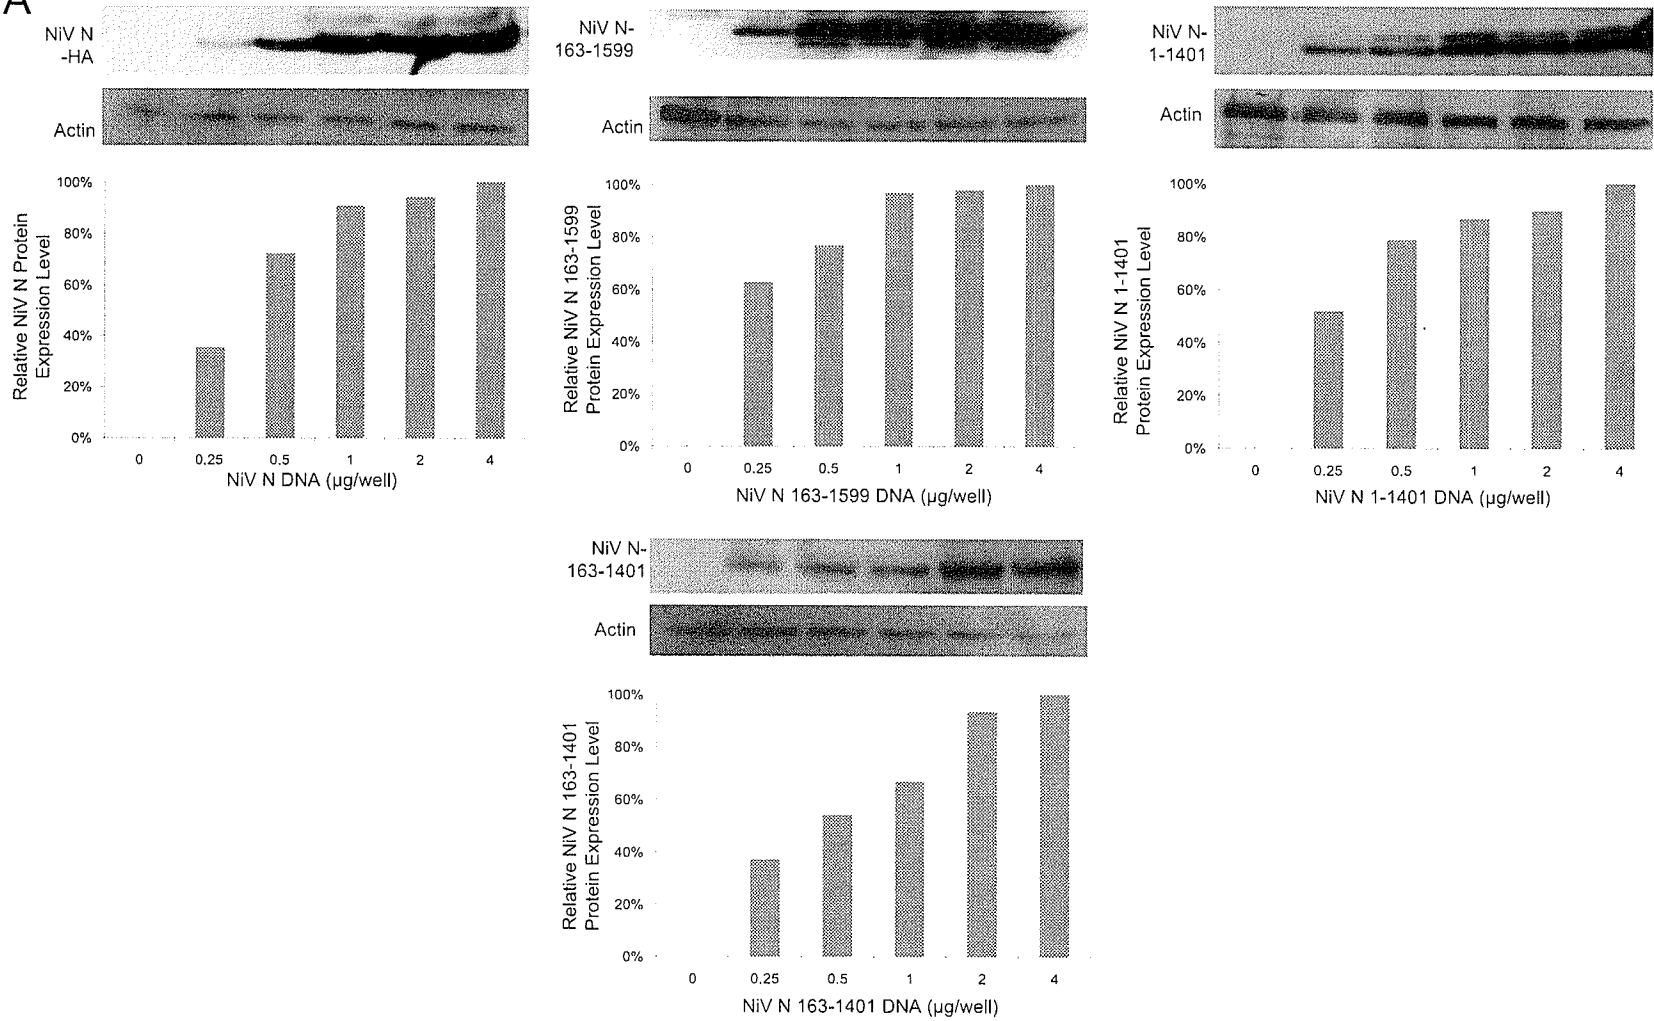 A
NiV N
-HA
Actin
Relative NiV N Protein
Expression Level
100%
80%
60%
40%
20%
0%
0 0.25 0.5 1 2 4
NiV N DNA (µg/well)
NiV N-
163-1599
Actin
Relative NiV N 163-1599
Protein Expression Level
100%
80%
60%
40%
20%
0%
0 0.25 0.5 1 2 4
NiV N 163-1599 DNA (µg/well)
NiV N-
1-1401
Actin
Relative NiV N 1-1401
Protein Expression Level
100%
80%
60%
40%
20%
0%
0 0.25 0.5 1 2 4
NiV N 1-1401 DNA (µg/well)
NiV N-
163-1401
Actin
Relative NiV N 163-1401
Protein Expression Level
100%
80%
60%
40%
20%
0%
0 0.25 0.5 1 2 4
NiV N 163-1401 DNA (µg/well)